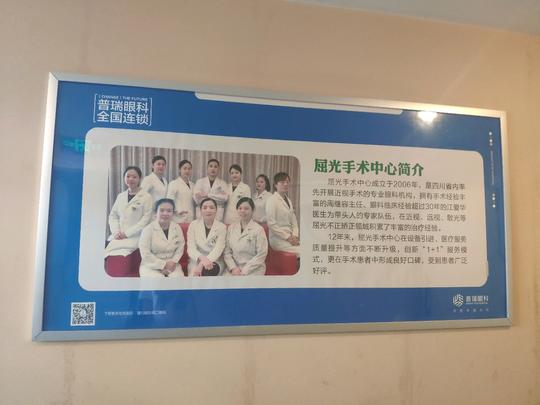 I CHANGE I THE FUTURE
普瑞眼科
全国连锁
屈光手术中心简介
屈光手术中心成立于2006年，是四川省内率
先开展近视手术的专业眼科机构，拥有手术经验丰
富的周继容主任、眼科临床经验超过30年的江爱华
医生为带头人的专家队伍，在近视、远视、散光等
屈光不正矫正领域积累了丰富的治疗经验。
12年来，屈光手术中心在设备引进、医疗服务
质量提升等方面不断升级，创新“1+1”服务模
式，更在手术患者中形成良好口碑，受到患者广泛
好评。
普瑞眼科